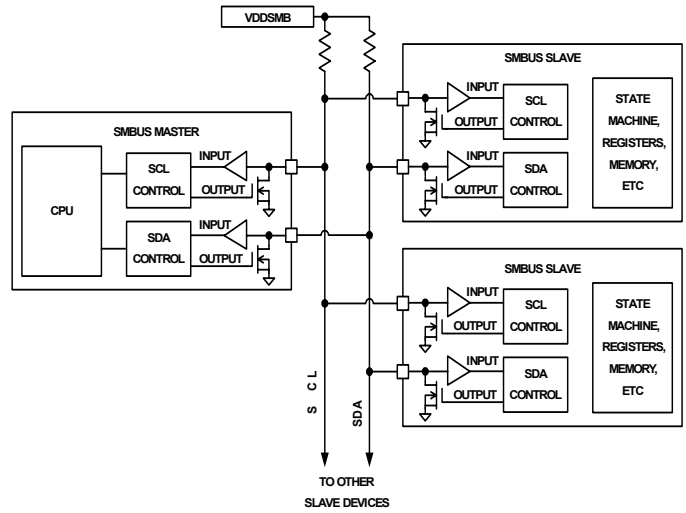 VDDSMB
SMBUS MASTER
CPU
SCL
CONTROL
INPUT
OUTPUT
SDA
CONTROL
INPUT
OUTPUT
S CL
SDA
TO OTHER
SLAVE DEVICES
SMBUS SLAVE
INPUT
OUTPUT
SCL
CONTROL
INPUT
OUTPUT
SDA
CONTROL
STATE
MACHINE,
REGISTERS,
MEMORY,
ETC
SMBUS SLAVE
INPUT
OUTPUT
SCL
CONTROL
INPUT
OUTPUT
SDA
CONTROL
STATE
MACHINE,
REGISTERS,
MEMORY,
ETC